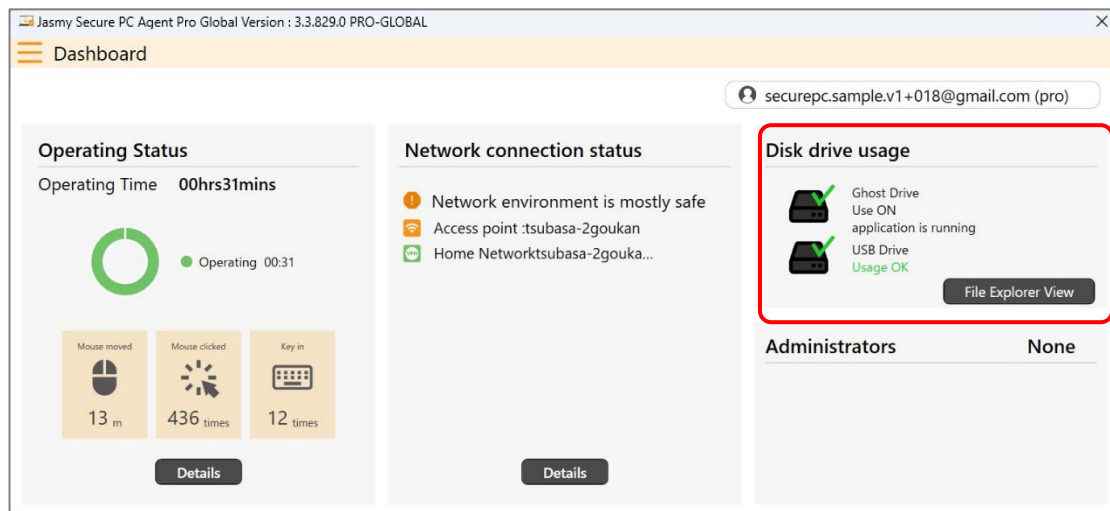 Jasmy Secure PC Agent Pro Global Version : 3.3.829.0 PRO-GLOBAL
Dashboard
securepc.sample.v1+018@gmail.com (pro)
Operating Status
Operating Time 00hrs31mins
Operating 00:31
Mouse moved
13 m
Mouse clicked
436 times
Key in
12 times
Details
Network connection status
Network environment is mostly safe
Access point :tsubasa-2goukan
Home Networktsubasa-2gouka...
Details
Disk drive usage
Ghost Drive
Use ON
application is running
USB Drive
Usage OK
File Explorer View
Administrators None